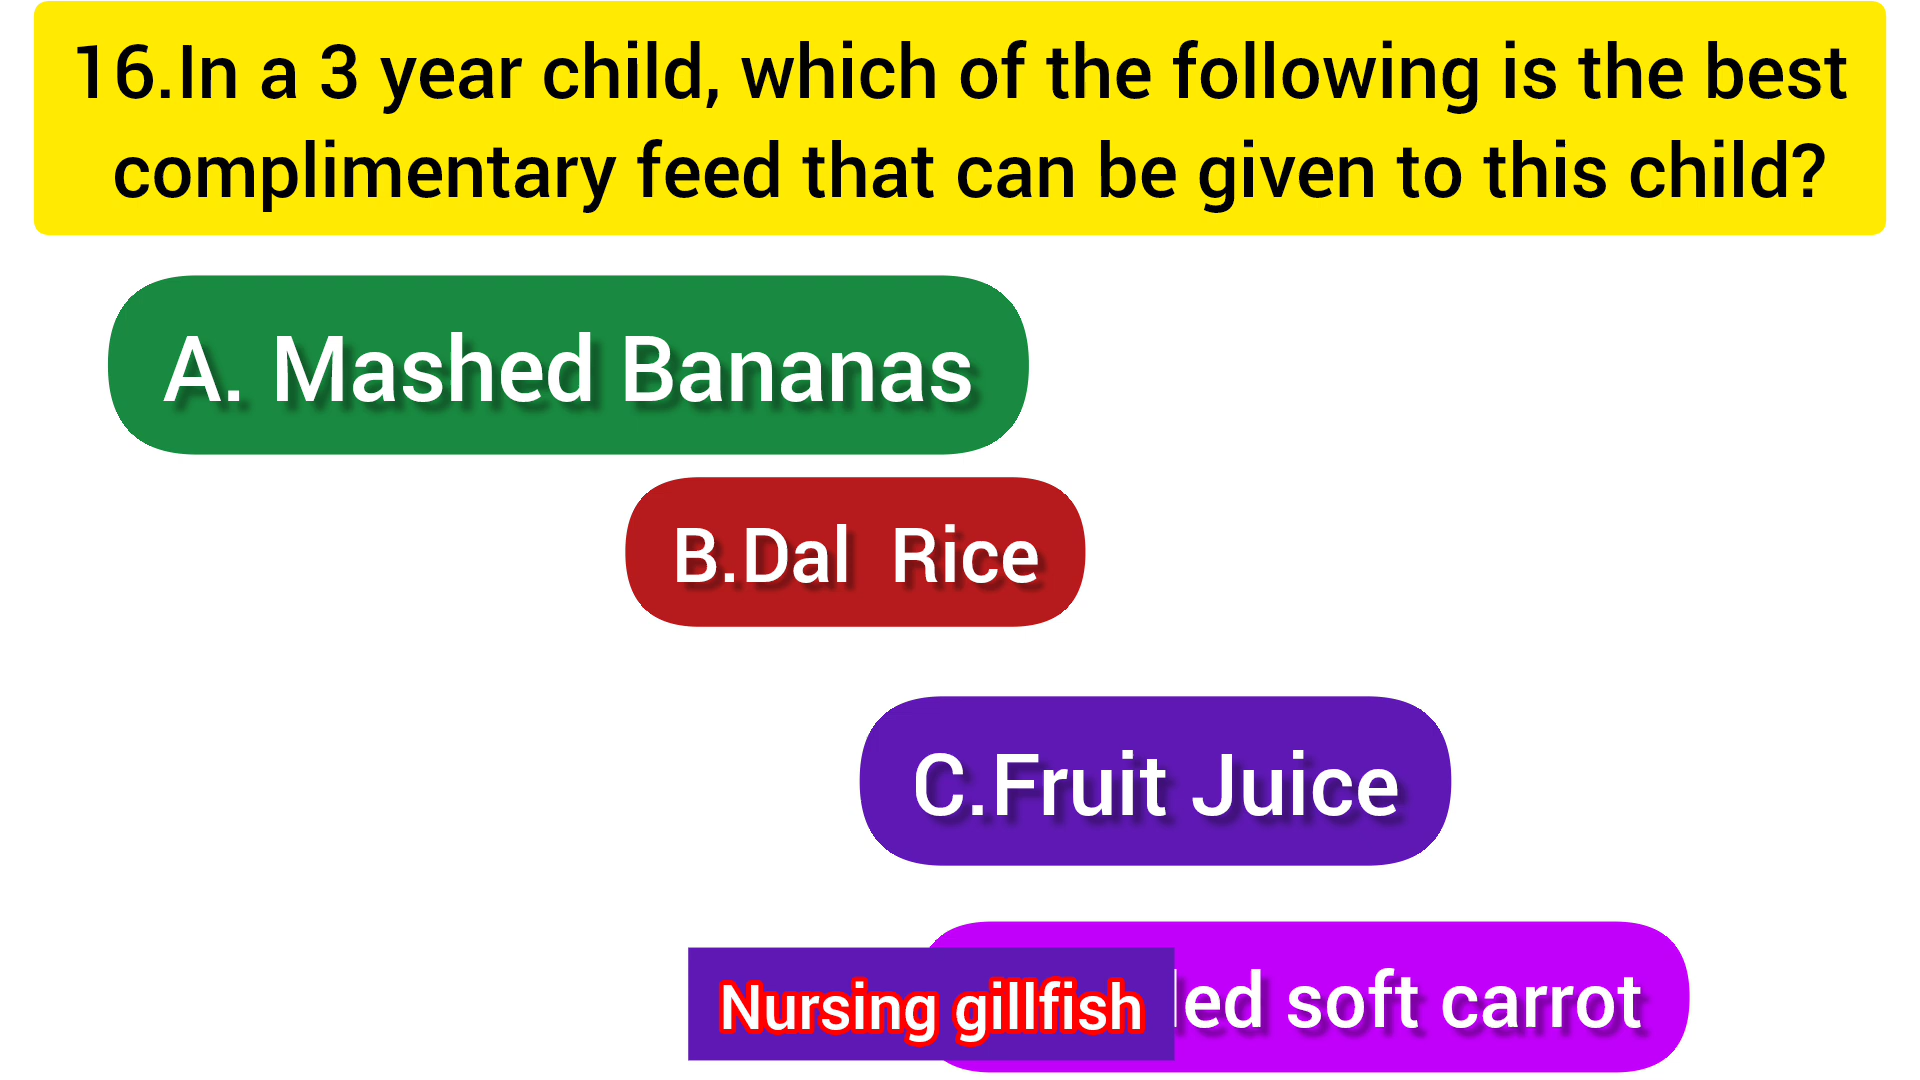 16.In a 3 year child, which of the following is the best
complimentary feed that can be given to this child?
A. Mashed Bananas
B.Dal Rice
C.Fruit Juice
Nursing gillfish
soft carrot